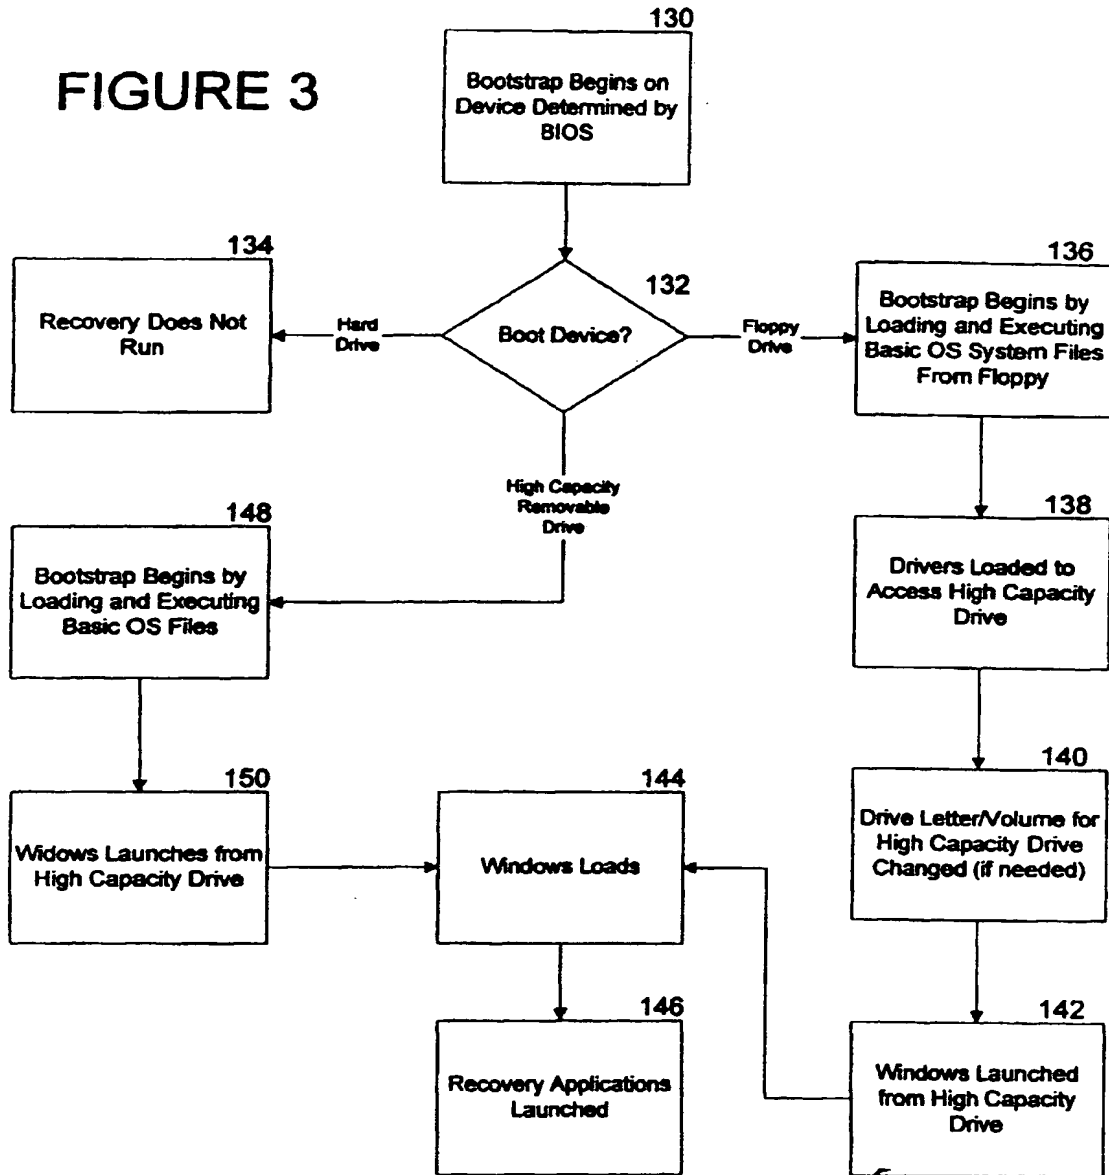 FIGURE 3
130
Bootstrap Begins on
Device Determined by
BIOS
134
Recovery Does Not
Run
Hard
Drive
132
Boot Device?
Floppy
Drive
136
Bootstrap Begins by
Loading and Executing
Basic OS System Files
From Floppy
High Capacity
Removable
Drive
138
Drivers Loaded to
Access High Capacity
Drive
148
Bootstrap Begins by
Loading and Executing
Basic OS Files
140
Drive Letter/Volume for
High Capacity Drive
Changed (if needed)
150
Widows Launches from
High Capacity Drive
144
Windows Loads
142
Windows Launched
from High Capacity
Drive
146
Recovery Applications
Launched